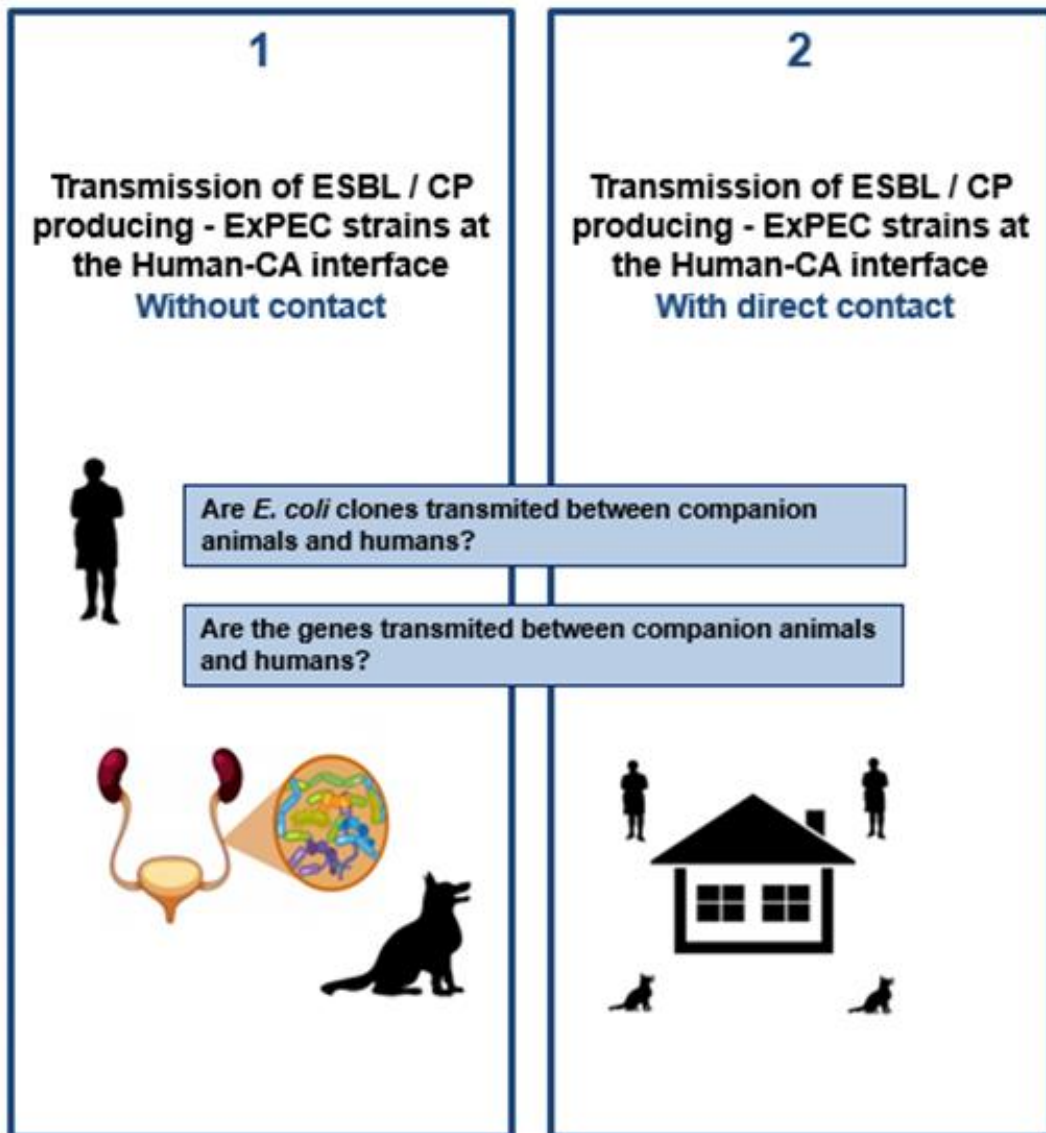 1
Transmission of ESBL / CP
producing - ExPEC strains at
the Human-CA interface
Without contact
2
Transmission of ESBL / CP
producing - ExPEC strains at
the Human-CA interface
With direct contact
Are E. coli clones transmited between companion
animals and humans?
Are the genes transmited between companion animals
and humans?